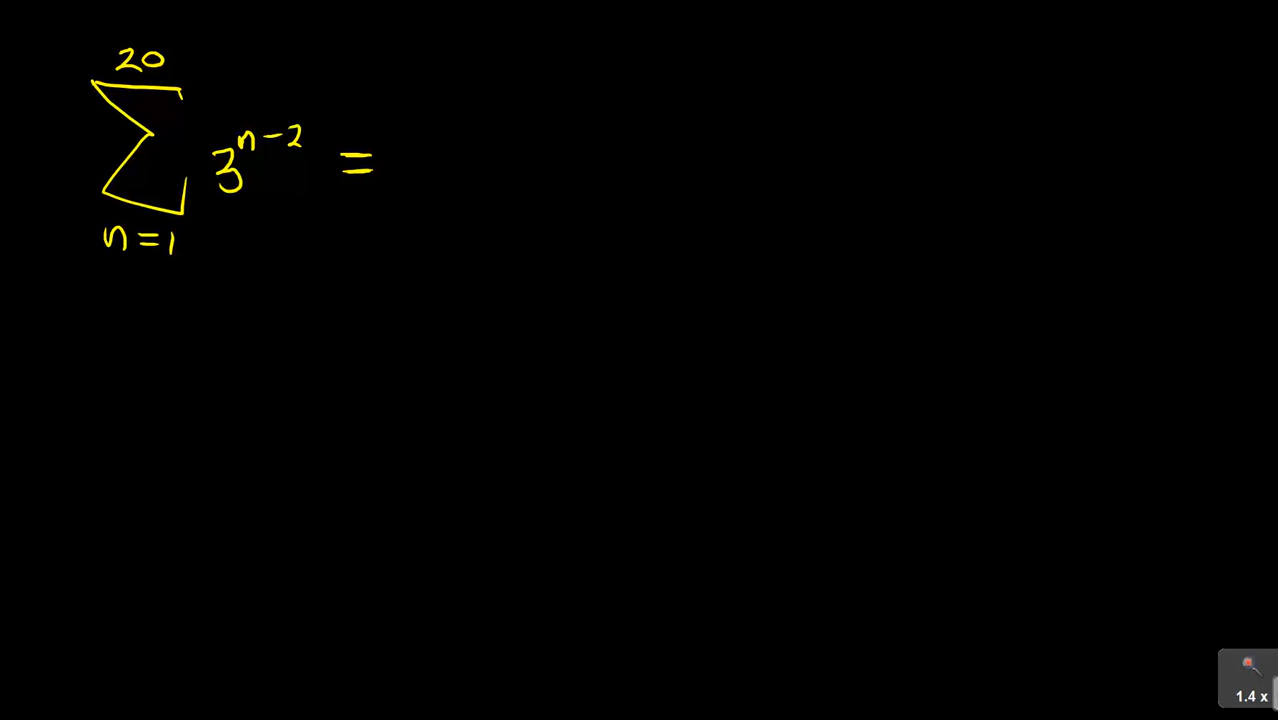 20
∑ 3^{n-2} =
n=1
1.4 x